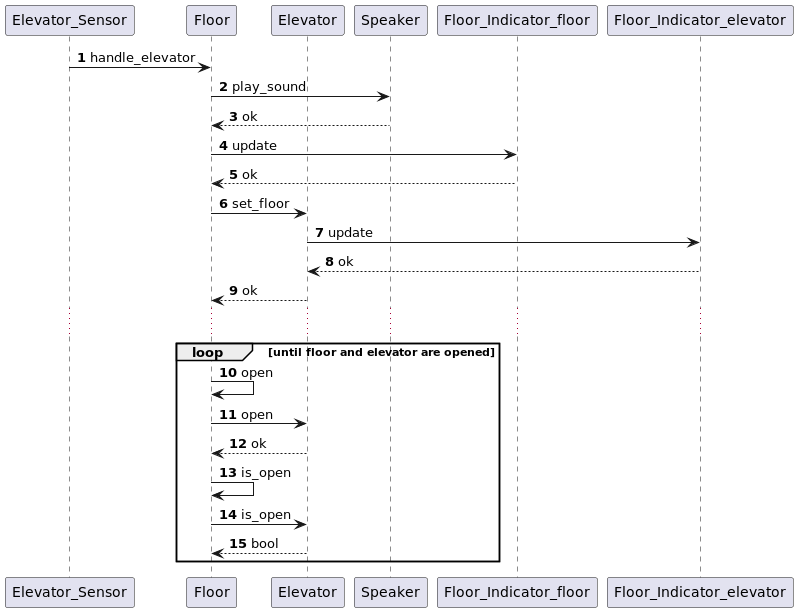 Elevator_Sensor Floor Elevator Speaker Floor_Indicator_floor Floor_Indicator_elevator
1 handle_elevator
2 play_sound
3 ok
4 update
5 ok
6 set_floor
7 update
8 ok
9 ok
loop [until floor and elevator are opened]
10 open
11 open
12 ok
13 is_open
14 is_open
15 bool
Elevator_Sensor Floor Elevator Speaker Floor_Indicator_floor Floor_Indicator_elevator